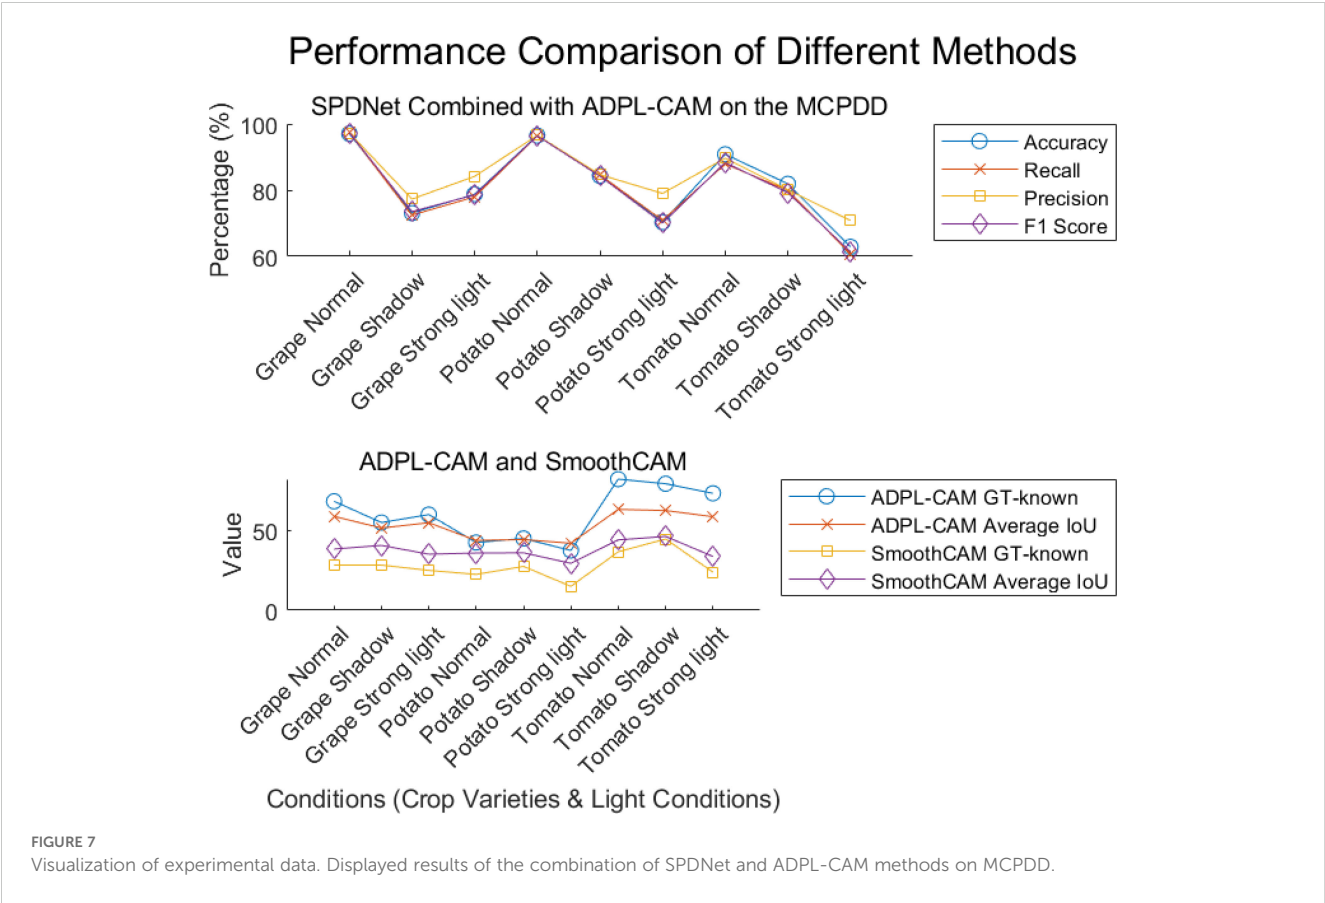 Performance Comparison of Different Methods
SPDNet Combined with ADPL-CAM on the MCPDD
Percentage (%)
100
80
60
Accuracy
Recall
Precision
F1 Score
Grape Normal
Grape Shadow
Grape Strong light
Potato Normal
Potato Shadow
Potato Strong light
Tomato Normal
Tomato Shadow
Tomato Strong light
ADPL-CAM and SmoothCAM
Value
50
0
ADPL-CAM GT-known
ADPL-CAM Average IoU
SmoothCAM GT-known
SmoothCAM Average IoU
Grape Normal
Grape Shadow
Grape Strong light
Potato Normal
Potato Shadow
Potato Strong light
Tomato Normal
Tomato Shadow
Tomato Strong light
Conditions (Crop Varieties & Light Conditions)
FIGURE 7
Visualization of experimental data. Displayed results of the combination of SPDNet and ADPL-CAM methods on MCPDD.